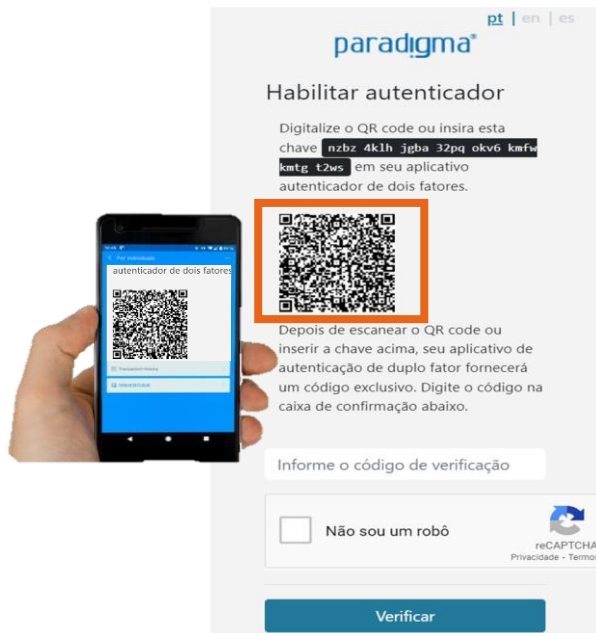 pt | en | es
paradigma®
Habilitar autenticador
Digitalize o QR code ou insira esta
chave nzbz 4klh jgba 32pq okv6 kmfw
kmtg t2ws em seu aplicativo
autenticador de dois fatores.
autenticador de dois fatores
Depois de escanear o QR code ou
inserir a chave acima, seu aplicativo de
autenticação de duplo fator fornecerá
um código exclusivo. Digite o código na
caixa de confirmação abaixo.
Informe o código de verificação
Não sou um robô
reCAPTCHA
Privacidade - Termos
Verificar